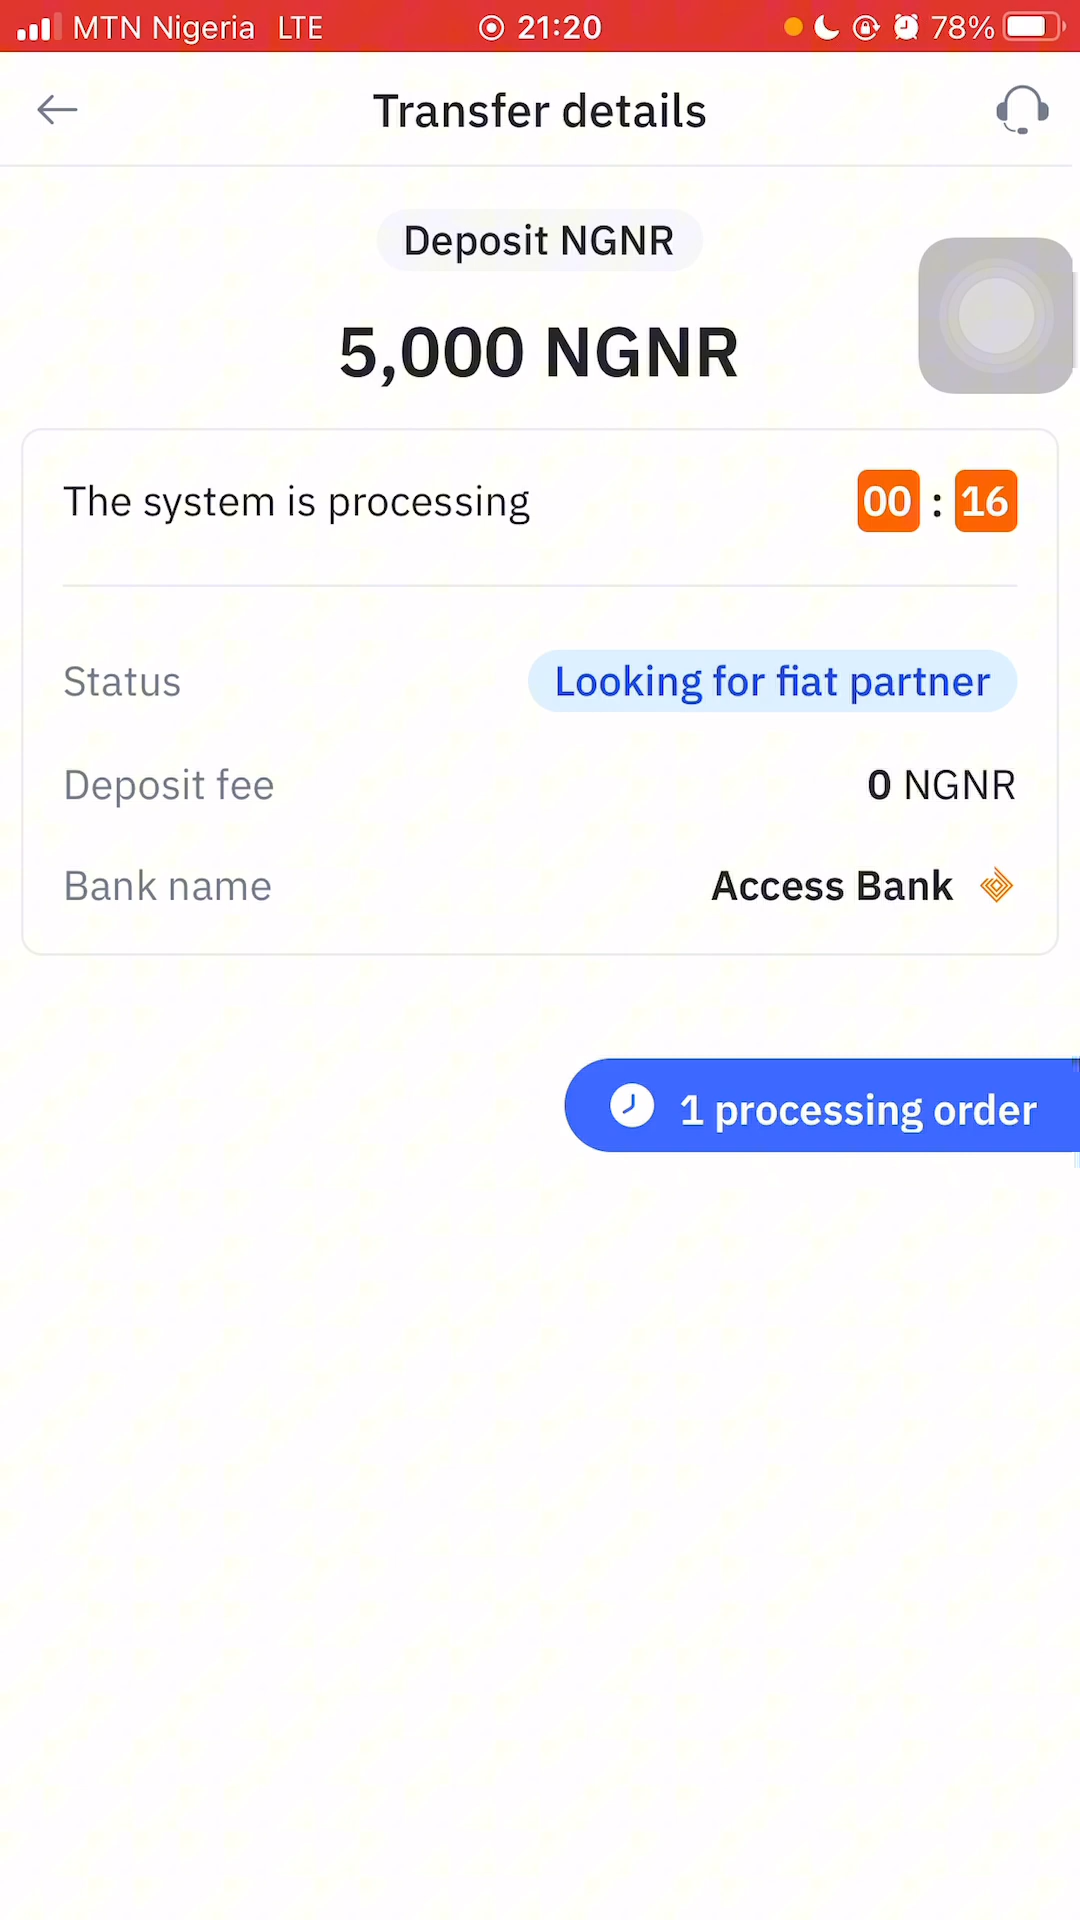 MTN Nigeria LTE 21:20 78%
Transfer details
Deposit NGNR
5,000 NGNR
The system is processing 00 : 16
Status Looking for fiat partner
Deposit fee 0 NGNR
Bank name Access Bank
1 processing order